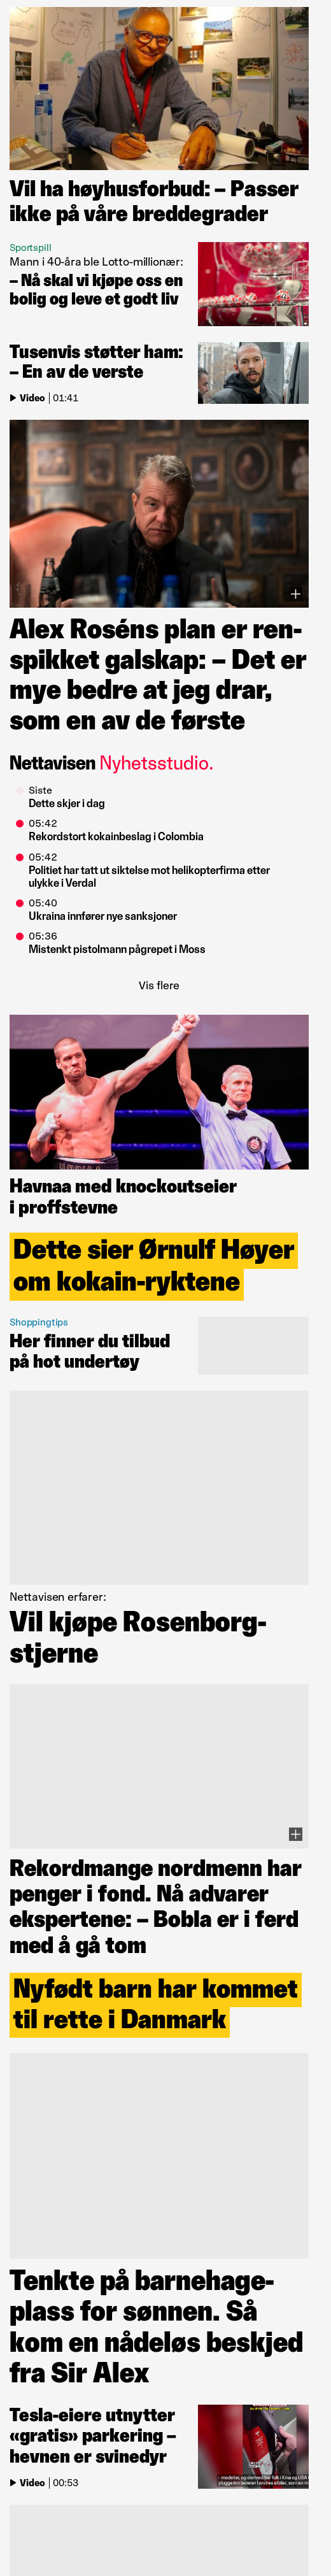 Vil ha høyhusforbud: – Passer
ikke på våre breddegrader
Sportspill
Mann i 40-åra ble Lotto-millionær:
– Nå skal vi kjøpe oss en
bolig og leve et godt liv
Tusenvis støtter ham:
– En av de verste
Video | 01:41
Alex Roséns plan er ren-
spikket galskap: – Det er
mye bedre at jeg drar,
som en av de første
Nettavisen Nyhetsstudio.
Siste
Dette skjer i dag
05:42
Rekordstort kokainbeslag i Colombia
05:42
Politiet har tatt ut siktelse mot helikopterfirma etter
ulykke i Verdal
05:40
Ukraina innfører nye sanksjoner
05:36
Mistenkt pistolmann pågrepet i Moss
Vis flere
Havnaa med knockoutseier
i proffstevne
Dette sier Ørnulf Høyer
om kokain-ryktene
Shoppingtips
Her finner du tilbud
på hot undertøy
Nettavisen erfarer:
Vil kjøpe Rosenborg-
stjerne
Rekordmange nordmenn har
penger i fond. Nå advarer
ekspertene: – Bobla er i ferd
med å gå tom
Nyfødt barn har kommet
til rette i Danmark
Tenkte på barnehage-
plass for sønnen. Så
kom en nådeløs beskjed
fra Sir Alex
Tesla-eiere utnytter
«gratis» parkering –
hevnen er svinedyr
Video | 00:53